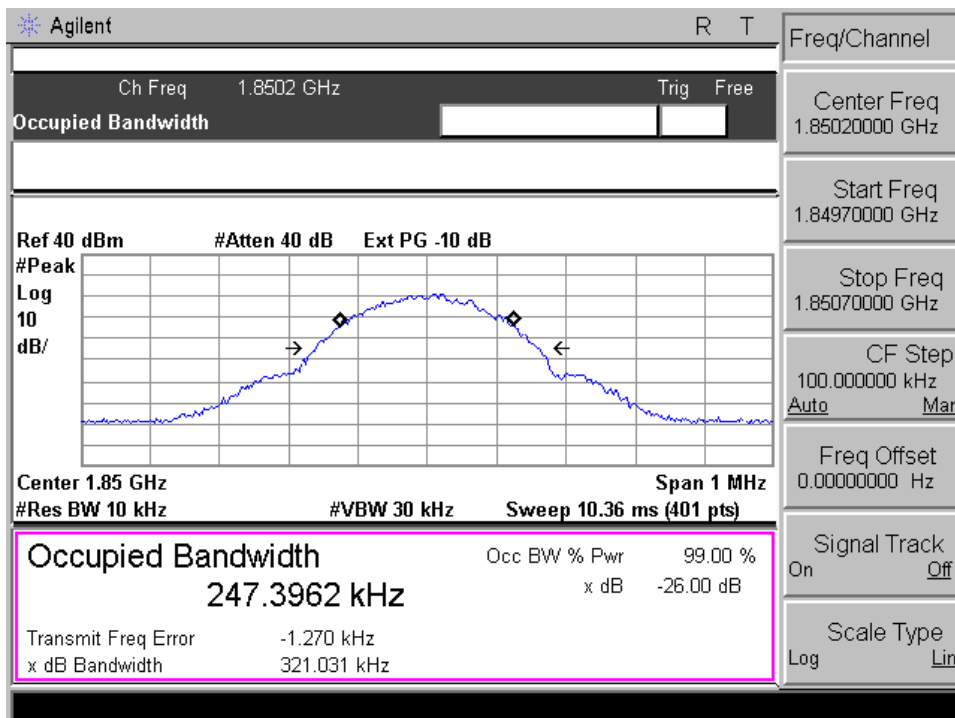 Agilent R T
Ch Freq 1.8502 GHz Trig Free
Occupied Bandwidth
Ref 40 dBm #Atten 40 dB Ext PG -10 dB
#Peak
Log
10
dB/
Center 1.85 GHz Span 1 MHz
#Res BW 10 kHz #VBW 30 kHz Sweep 10.36 ms (401 pts)
Occupied Bandwidth
247.3962 kHz
Occ BW % Pwr 99.00 %
x dB -26.00 dB
Transmit Freq Error -1.270 kHz
x dB Bandwidth 321.031 kHz
Freq/Channel
Center Freq
1.85020000 GHz
Start Freq
1.84970000 GHz
Stop Freq
1.85070000 GHz
CF Step
100.000000 kHz
Auto Man
Freq Offset
0.00000000 Hz
Signal Track
On Off
Scale Type
Log Lin